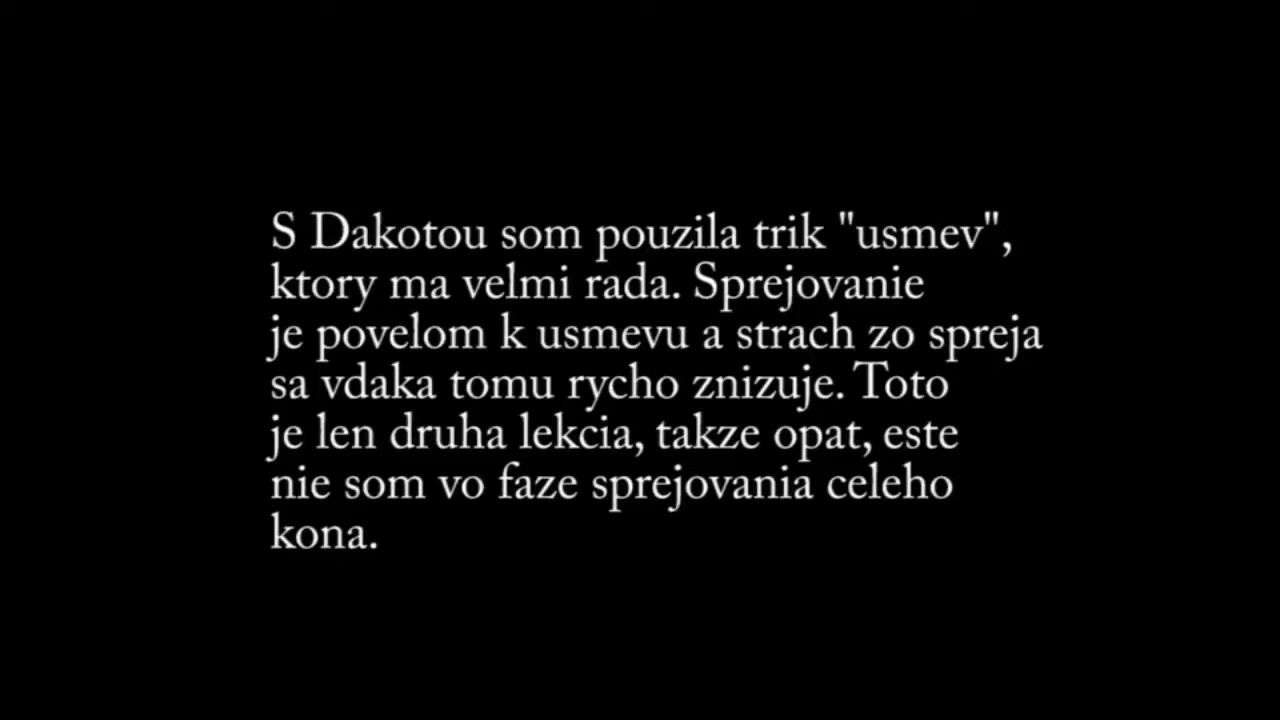 S Dakotou som pouzila trik "usmev",
ktory ma velmi rada. Sprejovanie
je povelom k usmevu a strach zo spreja
sa vdaka tomu rycho znizuje. Toto
je len druha lekcia, takze opat, este
nie som vo faze sprejovania celeho
kona.